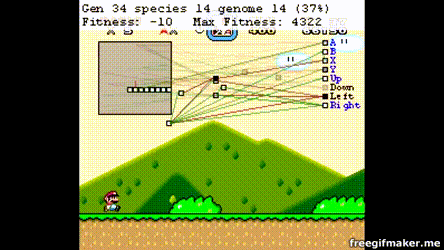 Gen 34 species 14 genome 14 (37%)
Fitness: -10 Max Fitness: 4322
A
B
X
Y
Up
Down
Left
Right
freegifmaker.me